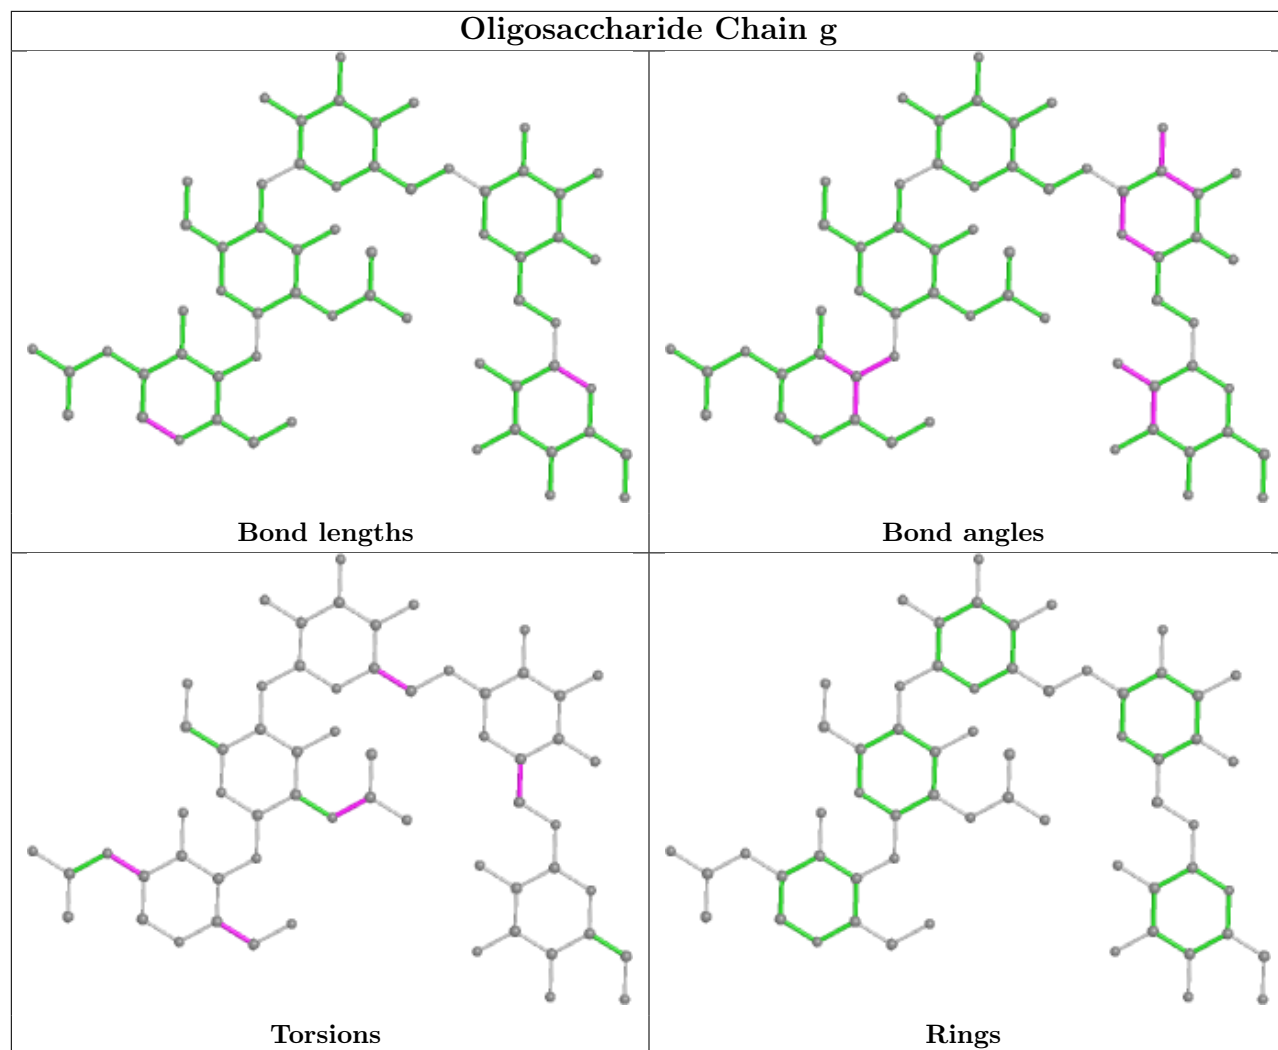 Oligosaccharide Chain g
Bond lengths
Bond angles
Torsions
Rings